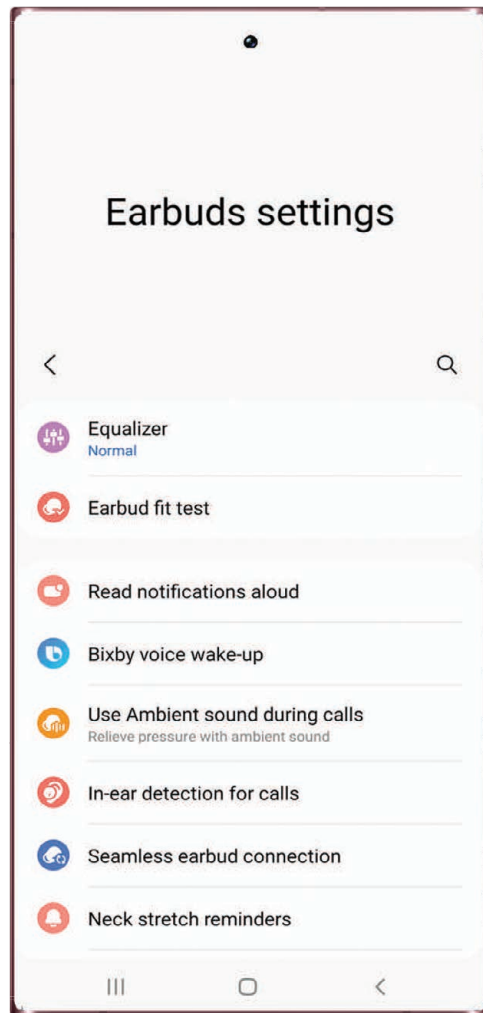 Earbuds settings
Equalizer
Normal
Earbud fit test
Read notifications aloud
Bixby voice wake-up
Use Ambient sound during calls
Relieve pressure with ambient sound
In-ear detection for calls
Seamless earbud connection
Neck stretch reminders